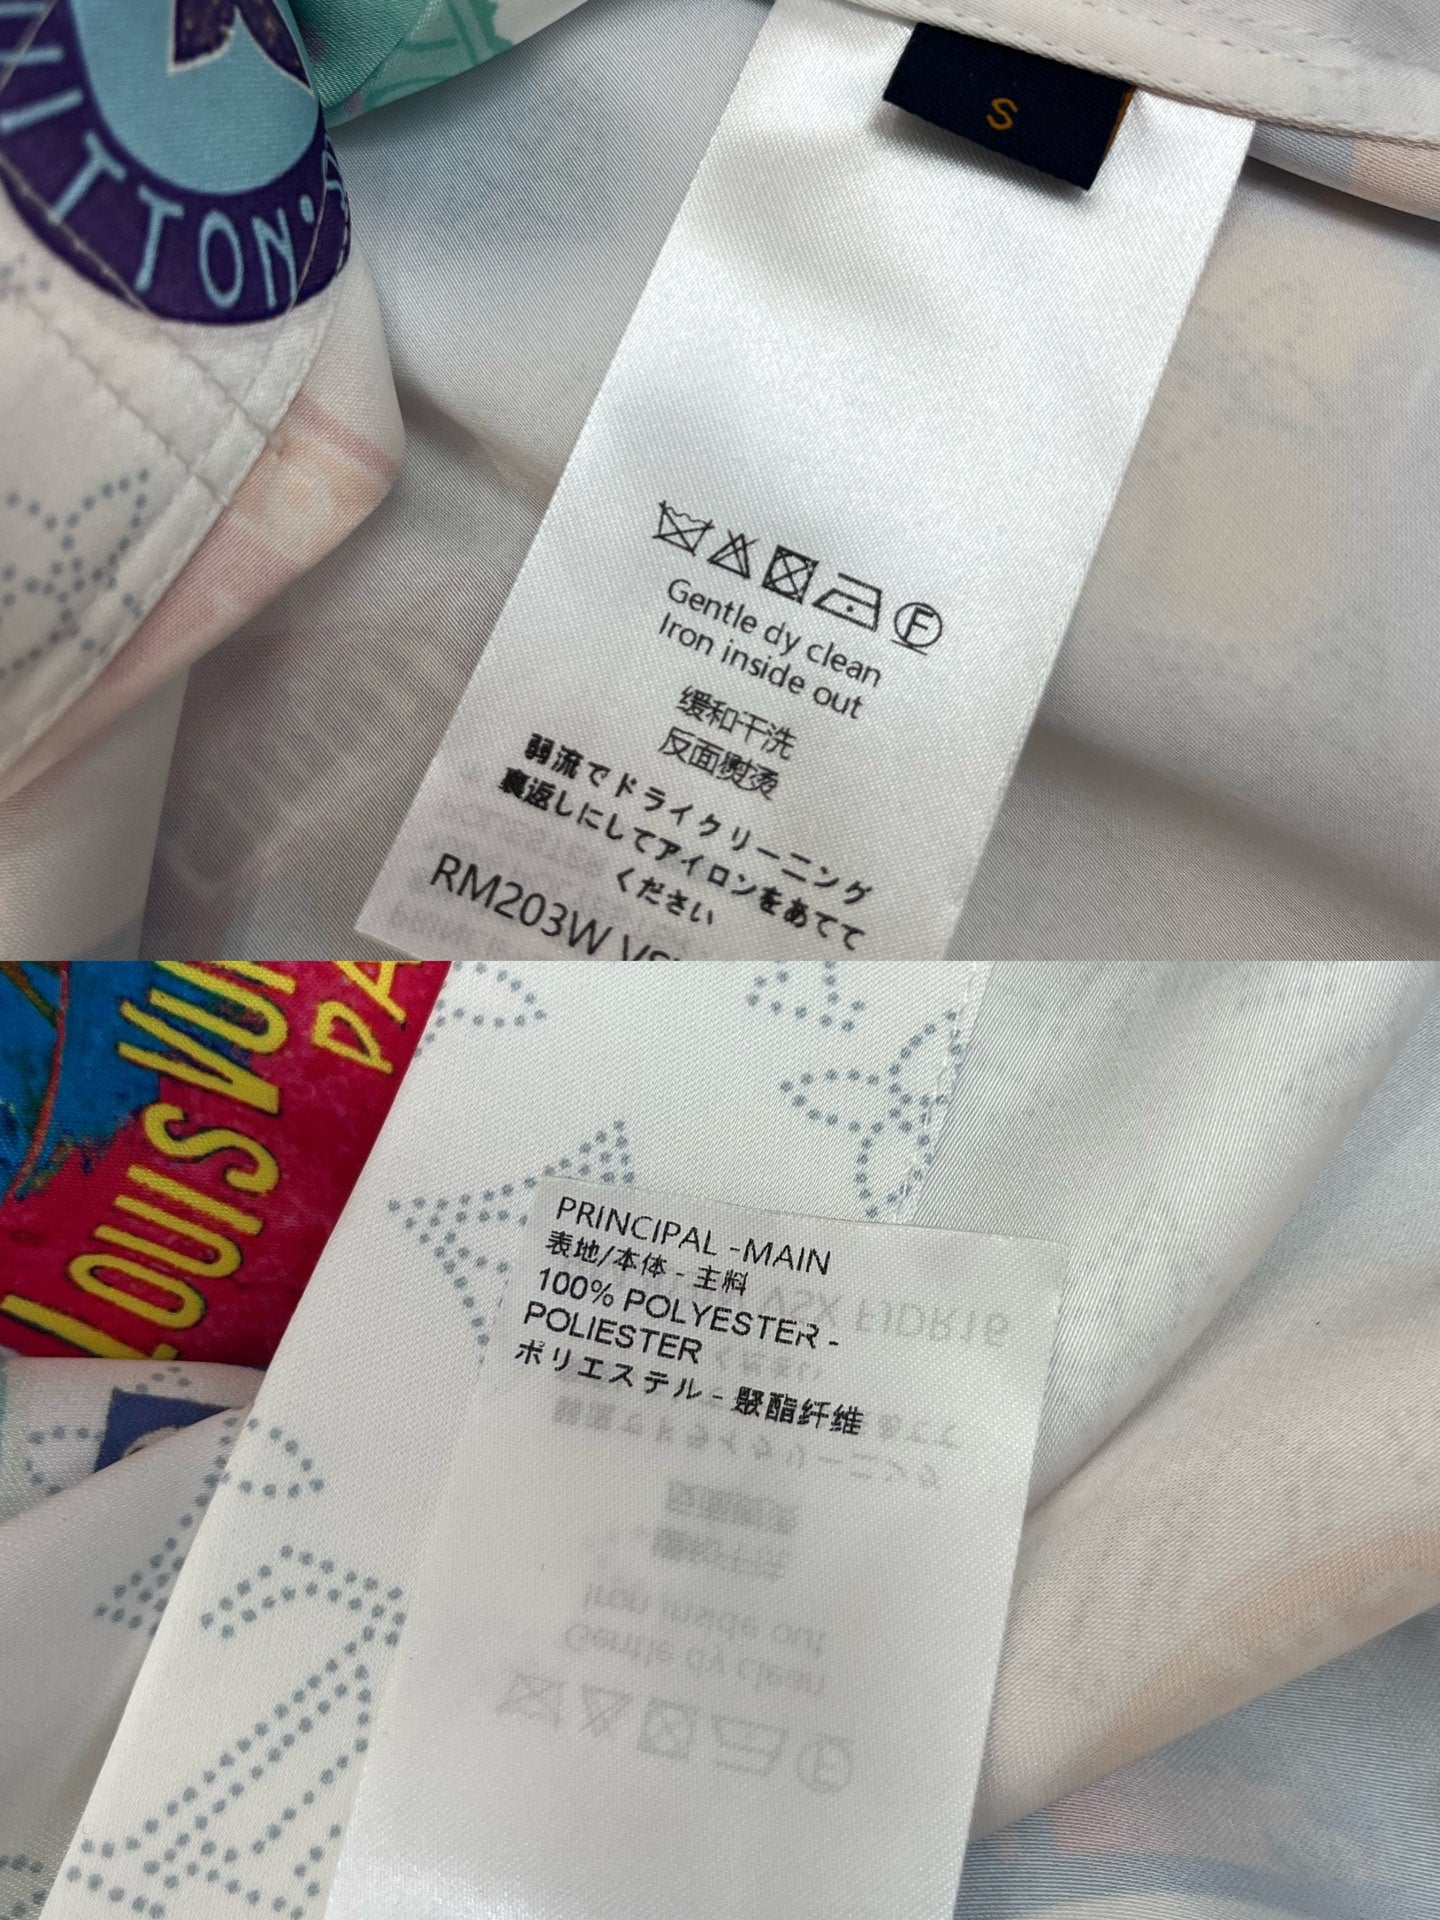 VITTON
S
Gentle dy clean
Iron inside out
缓和干洗
反面熨烫
弱流でドライクリーニング
裏返しにしてアイロンをあてて
ください
RM203W
LOUIS VUI
PA
PRINCIPAL -MAIN
表地/本体 - 主料
100% POLYESTER -
POLIESTER
ポリエステル - 聚酯纤维